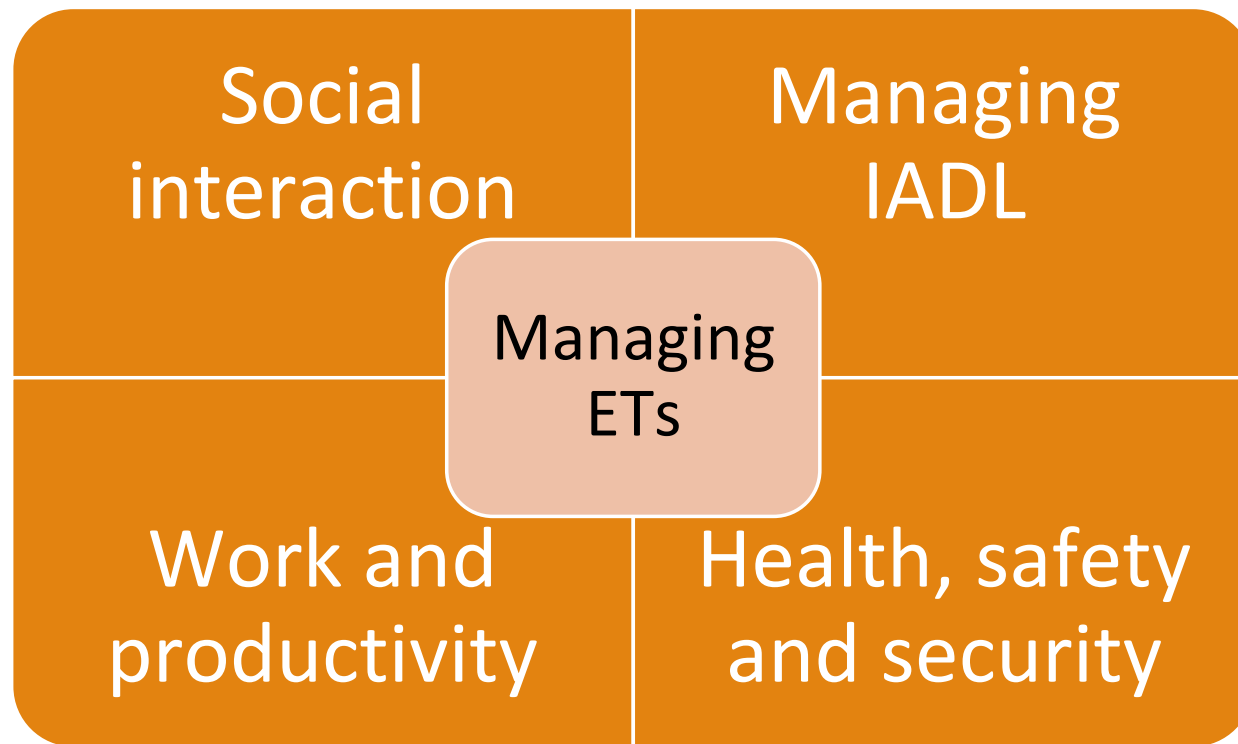 Social
interaction
Managing
IADL
Managing
ETs
Work and
productivity
Health, safety
and security